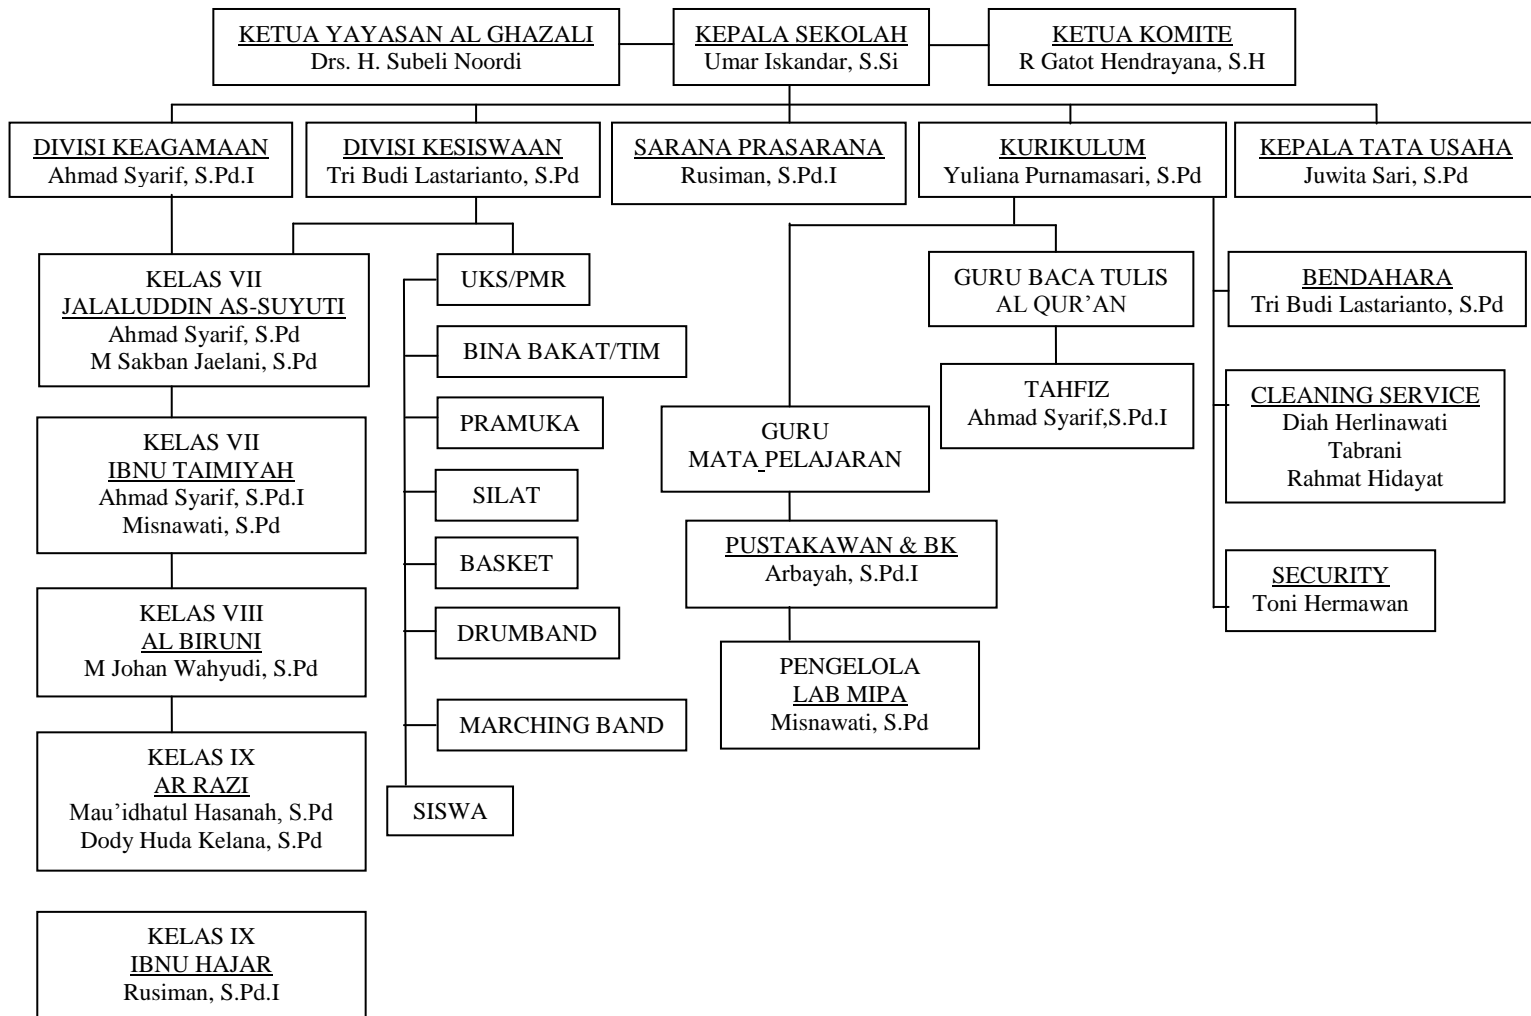 KETUA YAYASAN AL GHAZALI
Drs. H. Subeli Noordi
KEPALA SEKOLAH
Umar Iskandar, S.Si
KETUA KOMITE
R Gatot Hendrayana, S.H
DIVISI KEAGAMAAN
Ahmad Syarif, S.Pd.I
DIVISI KESISWAAN
Tri Budi Lastarianto, S.Pd
SARANA PRASARANA
Rusiman, S.Pd.I
KURIKULUM
Yuliana Purnamasari, S.Pd
KEPALA TATA USAHA
Juwita Sari, S.Pd
KELAS VII
JALALUDDIN AS-SUYUTI
Ahmad Syarif, S.Pd
M Sakban Jaelani, S.Pd
KELAS VII
IBNU TAIMIYAH
Ahmad Syarif, S.Pd.I
Misnawati, S.Pd
KELAS VIII
AL BIRUNI
M Johan Wahyudi, S.Pd
KELAS IX
AR RAZI
Mau’idhatul Hasanah, S.Pd
Dody Huda Kelana, S.Pd
KELAS IX
IBNU HAJAR
Rusiman, S.Pd.I
UKS/PMR
BINA BAKAT/TIM
PRAMUKA
SILAT
BASKET
DRUMBAND
MARCHING BAND
SISWA
GURU
MATA PELAJARAN
PUSTAKAWAN & BK
Arbayah, S.Pd.I
PENGELOLA
LAB MIPA
Misnawati, S.Pd
GURU BACA TULIS
AL QUR’AN
TAHFIZ
Ahmad Syarif,S.Pd.I
BENDAHARA
Tri Budi Lastarianto, S.Pd
CLEANING SERVICE
Diah Herlinawati
Tabrani
Rahmat Hidayat
SECURITY
Toni Hermawan